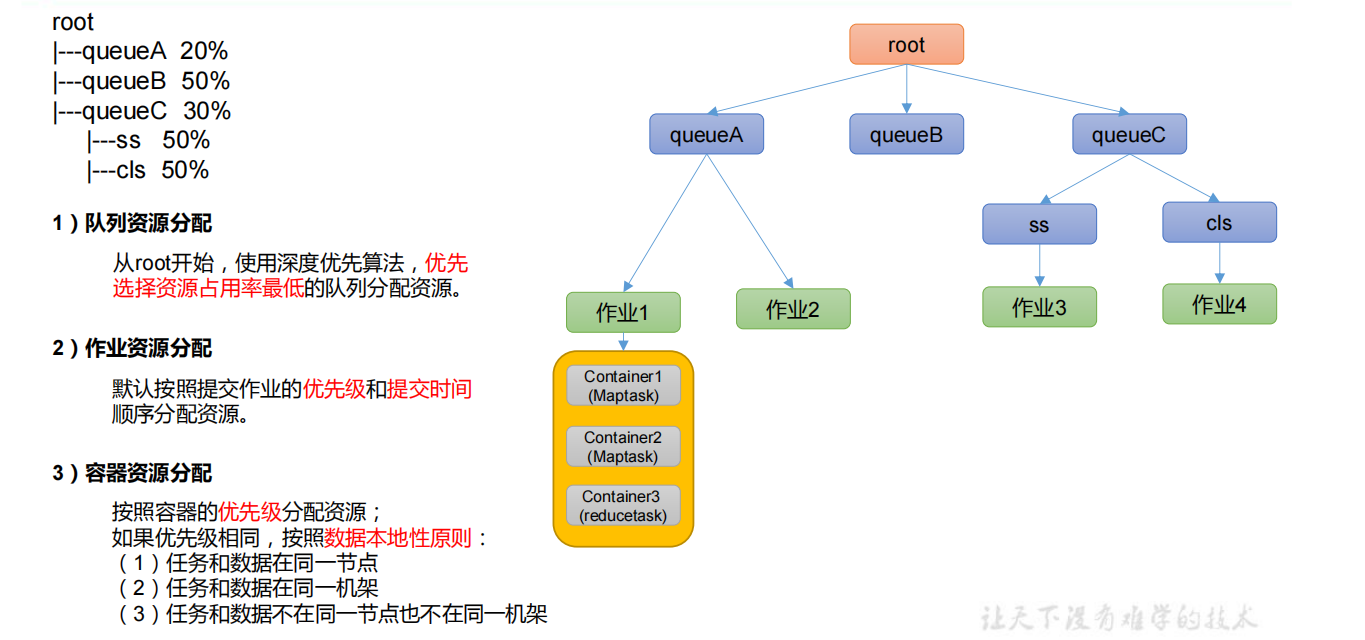 root
|---queueA 20%
|---queueB 50%
|---queueC 30%
|---ss 50%
|---cls 50%
1）队列资源分配
从root开始，使用深度优先算法，优先
选择资源占用率最低的队列分配资源。
2）作业资源分配
默认按照提交作业的优先级和提交时间
顺序分配资源。
3）容器资源分配
按照容器的优先级分配资源；
如果优先级相同，按照数据本地性原则：
（1）任务和数据在同一节点
（2）任务和数据在同一机架
（3）任务和数据不在同一节点也不在同一机架
root
queueA
queueB
queueC
ss
cls
作业1
作业2
作业3
作业4
Container1
(Maptask)
Container2
(Maptask)
Container3
(reducetask)
让天下没有难学的技术